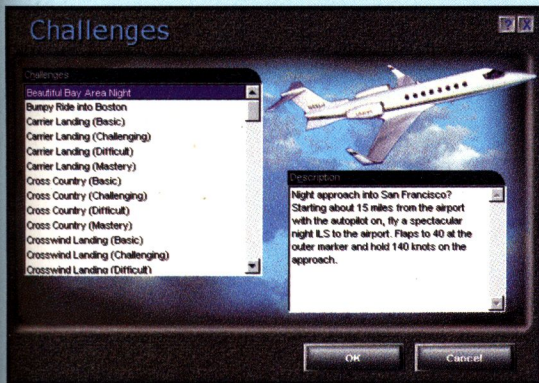 Challenges
? X
Challenges
Beautiful Bay Area Night
Bumpy Ride into Boston
Carrier Landing (Basic)
Carrier Landing (Challenging)
Carrier Landing (Difficult)
Carrier Landing (Mastery)
Cross Country (Basic)
Cross Country (Challenging)
Cross Country (Difficult)
Cross Country (Mastery)
Crosswind Landing (Basic)
Crosswind Landing (Challenging)
Crosswind Landing (Difficult)
Description
Night approach into San Francisco?
Starting about 15 miles from the airport
with the autopilot on, fly a spectacular
night ILS to the airport. Flaps to 40 at the
outer marker and hold 140 knots on the
approach.
OK
Cancel